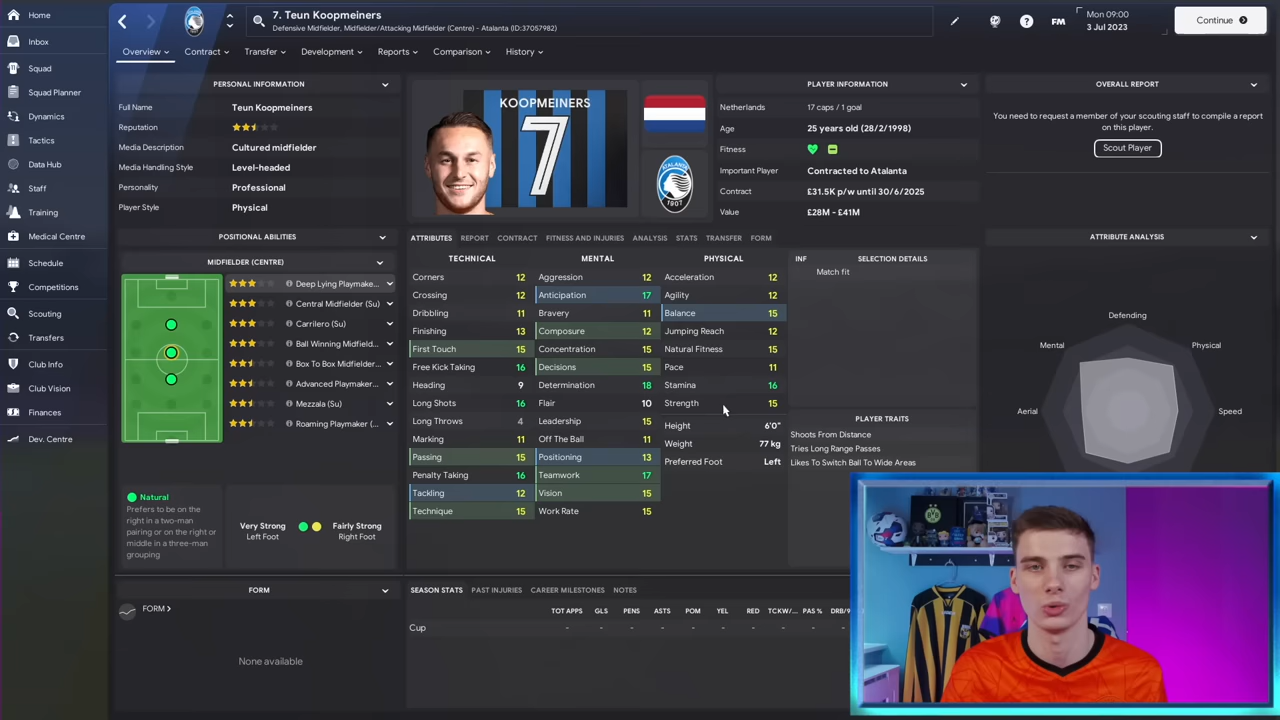 Home
Inbox
Squad
Squad Planner
Dynamics
Tactics
Data Hub
Staff
Training
Medical Centre
Schedule
Competitions
Scouting
Transfers
Club Info
Club Vision
Finances
Dev. Centre
7. Teun Koopmeiners
Defensive Midfielder, Midfielder/Attacking Midfielder (Centre) - Atalanta (ID:37057982)
FM
Mon 09:00
3 Jul 2023
Continue
Overview
Contract
Transfer
Development
Reports
Comparison
History
PERSONAL INFORMATION
Full Name Teun Koopmeiners
Reputation
Media Description Cultured midfielder
Media Handling Style Level-headed
Personality Professional
Player Style Physical
KOOPMEINERS
7
ATALANTA
1907
PLAYER INFORMATION
Netherlands 17 caps / 1 goal
Age 25 years old (28/2/1998)
Fitness
Important Player Contracted to Atalanta
Contract £31.5K p/w until 30/6/2025
Value £28M - £41M
OVERALL REPORT
You need to request a member of your scouting staff to compile a report
on this player.
Scout Player
POSITIONAL ABILITIES
MIDFIELDER (CENTRE)
Deep Lying Playmake...
Central Midfielder (Su)
Carrilero (Su)
Ball Winning Midfield...
Box To Box Midfielder...
Advanced Playmaker...
Mezzala (Su)
Roaming Playmaker (...
Natural
Prefers to be on the
right in a two-man
pairing or on the right or
middle in a three-man
grouping
Very Strong
Left Foot
Fairly Strong
Right Foot
ATTRIBUTES REPORT CONTRACT FITNESS AND INJURIES ANALYSIS STATS TRANSFER FORM
TECHNICAL
Corners 12
Crossing 12
Dribbling 11
Finishing 13
First Touch 15
Free Kick Taking 16
Heading 9
Long Shots 16
Long Throws 4
Marking 11
Passing 15
Penalty Taking 16
Tackling 12
Technique 15
MENTAL
Aggression 12
Anticipation 17
Bravery 11
Composure 12
Concentration 15
Decisions 15
Determination 18
Flair 10
Leadership 15
Off The Ball 11
Positioning 13
Teamwork 17
Vision 15
Work Rate 15
PHYSICAL
Acceleration 12
Agility 12
Balance 15
Jumping Reach 12
Natural Fitness 15
Pace 11
Stamina 16
Strength 15
Height 6'0"
Weight 77 kg
Preferred Foot Left
INF SELECTION DETAILS
Match fit
PLAYER TRAITS
Shoots From Distance
Tries Long Range Passes
Likes To Switch Ball To Wide Areas
ATTRIBUTE ANALYSIS
Defending
Physical
Speed
Aerial
Mental
FORM
FORM
None available
SEASON STATS PAST INJURIES CAREER MILESTONES NOTES
TOT APPS GLS PENS ASTS POM YEL RED TCKW/... PAS % DRB/9
Cup - - - - - - - - - -